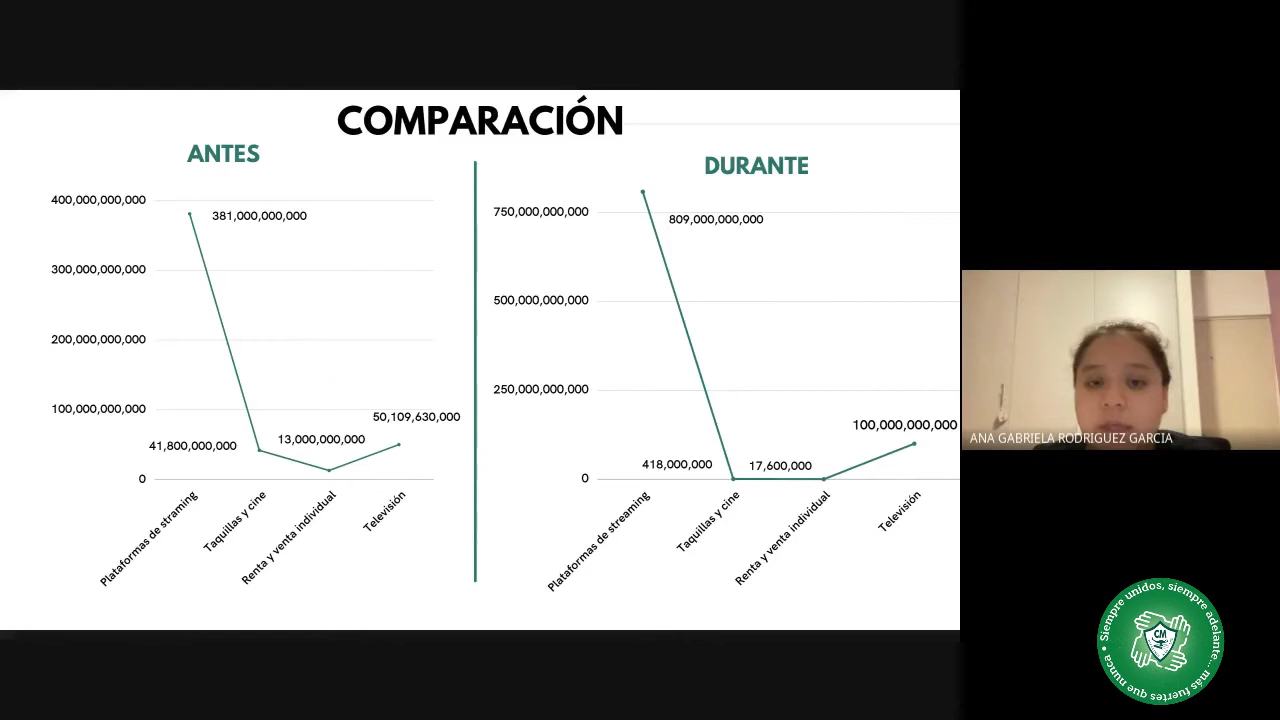 COMPARACIÓN
ANTES
400,000,000,000
381,000,000,000
300,000,000,000
200,000,000,000
100,000,000,000
50,109,630,000
41,800,000,000
13,000,000,000
0
Plataformas de straming
Taquillas y cine
Renta y venta individual
Televisión
DURANTE
750,000,000,000
809,000,000,000
500,000,000,000
250,000,000,000
100,000,000,000
418,000,000
17,600,000
0
Plataformas de streaming
Taquillas y cine
Renta y venta individual
Televisión
ANA GABRIELA RODRIGUEZ GARCIA
Siempre unidos, siempre adelante... más fuertes que nunca •
CM